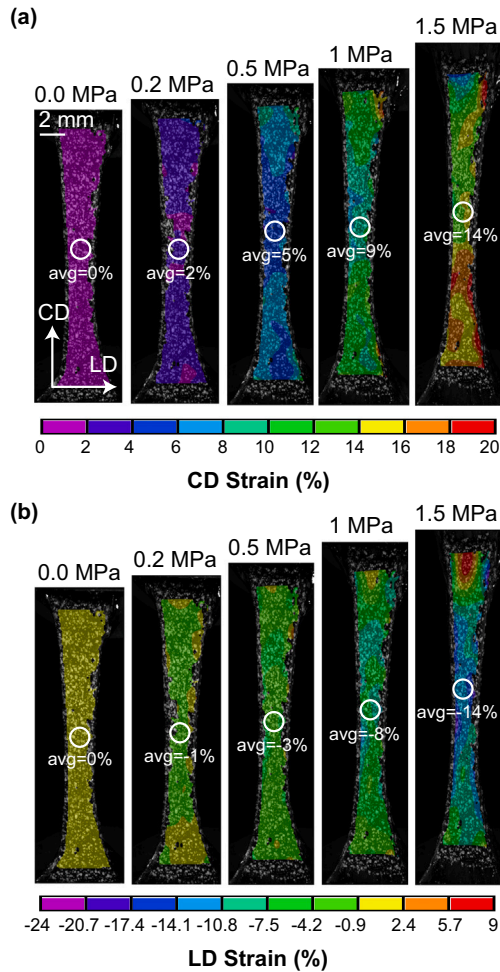 (a)
0.0 MPa
0.2 MPa
0.5 MPa
1 MPa
1.5 MPa
2 mm
avg=0%
avg=2%
avg=5%
avg=9%
avg=14%
CD
LD
0 2 4 6 8 10 12 14 16 18 20
CD Strain (%)
(b)
0.0 MPa
0.2 MPa
0.5 MPa
1 MPa
1.5 MPa
avg=0%
avg=-1%
avg=-3%
avg=-8%
avg=-14%
-24 -20.7 -17.4 -14.1 -10.8 -7.5 -4.2 -0.9 2.4 5.7 9
LD Strain (%)